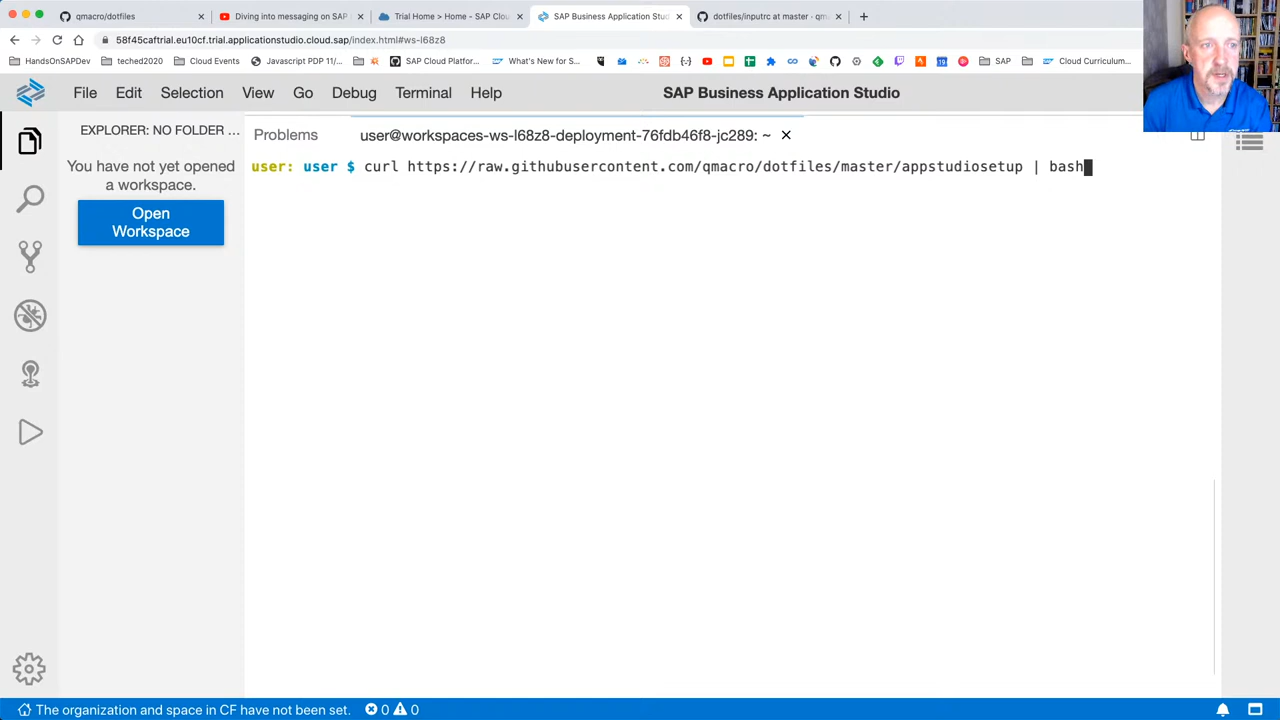 qmacro/dotfiles
Diving into messaging on SAP
Trial Home > Home - SAP Clou
SAP Business Application Studio
dotfiles/inputrc at master · qmac
58f45caftrial.eu10cf.trial.applicationstudio.cloud.sap/index.html#ws-l68z8
HandsOnSAPDev
teched2020
Cloud Events
Javascript PDP 11/...
SAP Cloud Platfor...
What's New for S...
SAP
Cloud Curriculum...
File Edit Selection View Go Debug Terminal Help
SAP Business Application Studio
EXPLORER: NO FOLDER ...
You have not yet opened
a workspace.
Open
Workspace
Problems
user@workspaces-ws-l68z8-deployment-76fdb46f8-jc289: ~
user: user $ curl https://raw.githubusercontent.com/qmacro/dotfiles/master/appstudiosetup | bash
The organization and space in CF have not been set.
0 0